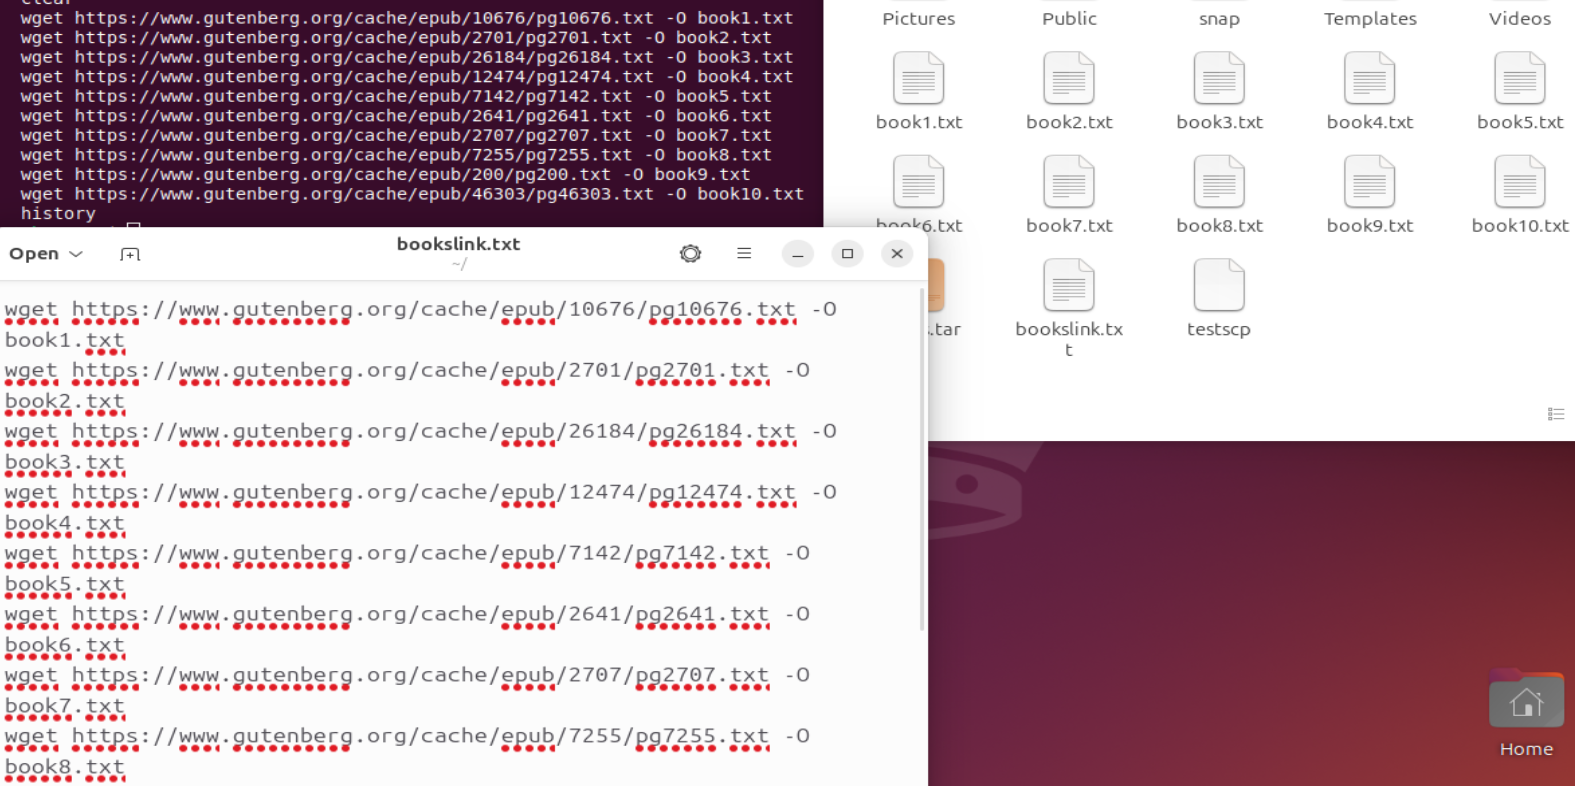 clear
wget https://www.gutenberg.org/cache/epub/10676/pg10676.txt -O book1.txt
wget https://www.gutenberg.org/cache/epub/2701/pg2701.txt -O book2.txt
wget https://www.gutenberg.org/cache/epub/26184/pg26184.txt -O book3.txt
wget https://www.gutenberg.org/cache/epub/12474/pg12474.txt -O book4.txt
wget https://www.gutenberg.org/cache/epub/7142/pg7142.txt -O book5.txt
wget https://www.gutenberg.org/cache/epub/2641/pg2641.txt -O book6.txt
wget https://www.gutenberg.org/cache/epub/2707/pg2707.txt -O book7.txt
wget https://www.gutenberg.org/cache/epub/7255/pg7255.txt -O book8.txt
wget https://www.gutenberg.org/cache/epub/200/pg200.txt -O book9.txt
wget https://www.gutenberg.org/cache/epub/46303/pg46303.txt -O book10.txt
history
Pictures Public snap Templates Videos
book1.txt book2.txt book3.txt book4.txt book5.txt
book6.txt book7.txt book8.txt book9.txt book10.txt
s.tar bookslink.tx testscp
t
Open bookslink.txt
~/
wget https://www.gutenberg.org/cache/epub/10676/pg10676.txt -O
book1.txt
wget https://www.gutenberg.org/cache/epub/2701/pg2701.txt -O
book2.txt
wget https://www.gutenberg.org/cache/epub/26184/pg26184.txt -O
book3.txt
wget https://www.gutenberg.org/cache/epub/12474/pg12474.txt -O
book4.txt
wget https://www.gutenberg.org/cache/epub/7142/pg7142.txt -O
book5.txt
wget https://www.gutenberg.org/cache/epub/2641/pg2641.txt -O
book6.txt
wget https://www.gutenberg.org/cache/epub/2707/pg2707.txt -O
book7.txt
wget https://www.gutenberg.org/cache/epub/7255/pg7255.txt -O
book8.txt
Home